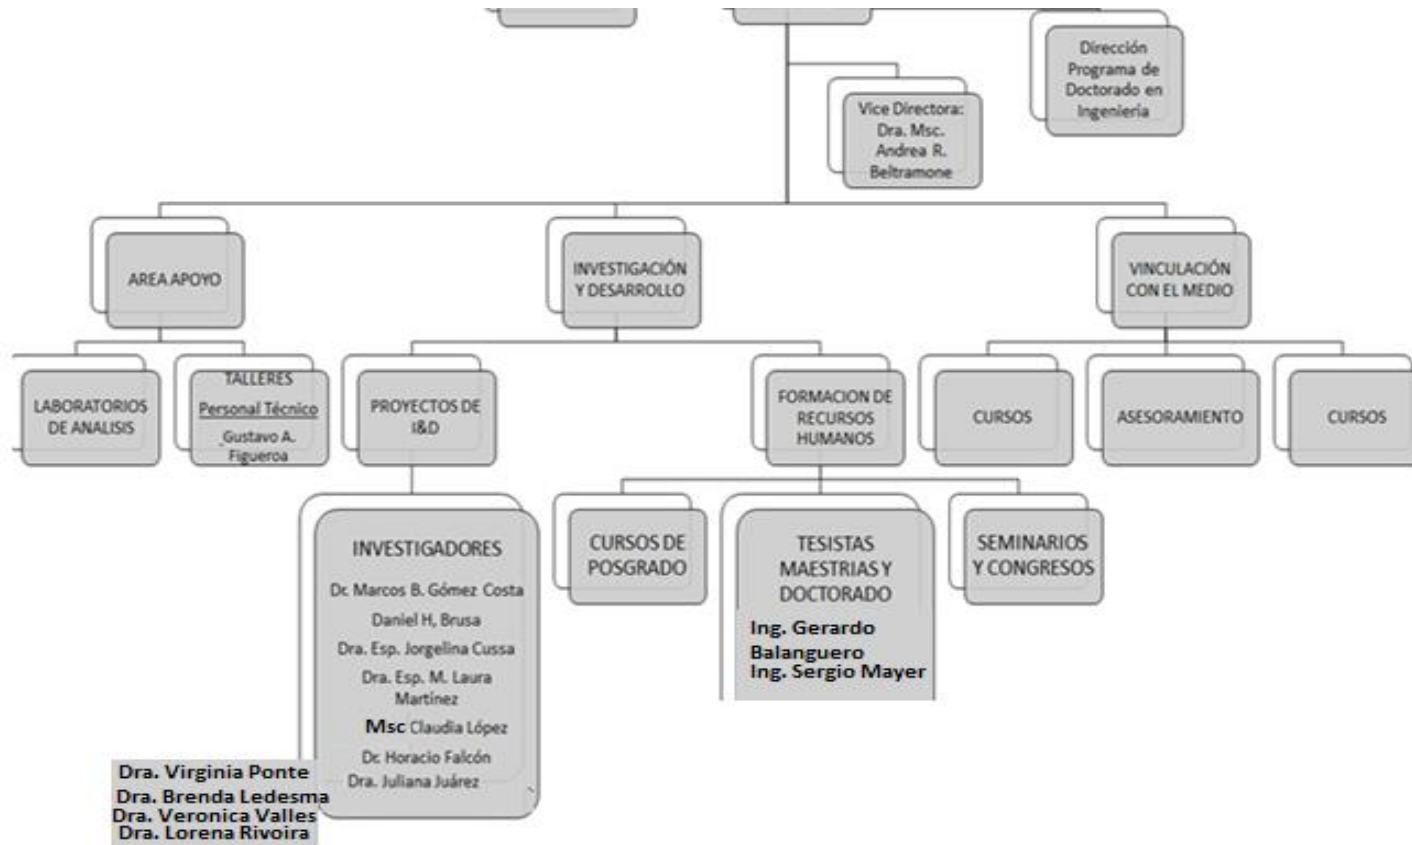 Dirección
Programa de
Doctorado en
Ingeniería
Vice Directora:
Dra. Msc.
Andrea R.
Beltramone
AREA APOYO
INVESTIGACIÓN
Y DESARROLLO
VINCULACIÓN
CON EL MEDIO
LABORATORIOS
DE ANALISIS
TALLERES
Personal Técnico
Gustavo A.
Figueroa
PROYECTOS DE
I&D
FORMACION DE
RECURSOS
HUMANOS
CURSOS
ASESORAMIENTO
CURSOS
INVESTIGADORES
Dr. Marcos B. Gómez Costa
Daniel H, Brusa
Dra. Esp. Jorgelina Cussa
Dra. Esp. M. Laura
Martínez
Msc Claudia López
Dr. Horacio Falcón
Dra. Juliana Juárez
Dra. Virginia Ponte
Dra. Brenda Ledesma
Dra. Veronica Valles
Dra. Lorena Rivoira
CURSOS DE
POSGRADO
TESISTAS
MAESTRIAS Y
DOCTORADO
Ing. Gerardo
Balanguero
Ing. Sergio Mayer
SEMINARIOS
Y CONGRESOS